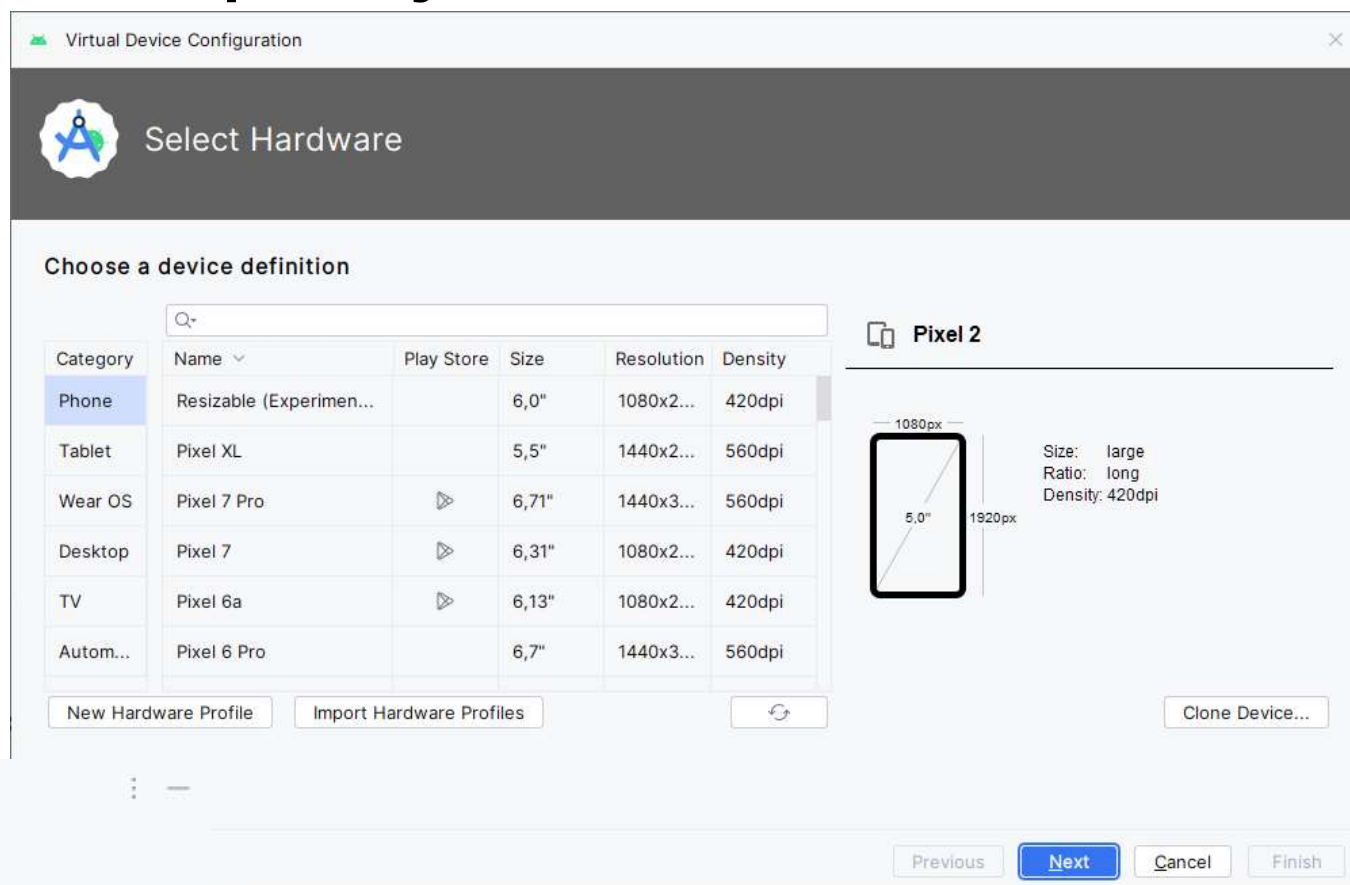 Virtual Device Configuration
Select Hardware
Choose a device definition
Category
Phone
Tablet
Wear OS
Desktop
TV
Autom...
Name Play Store Size Resolution Density
Resizable (Experimen... 6,0" 1080x2... 420dpi
Pixel XL 5,5" 1440x2... 560dpi
Pixel 7 Pro 6,71" 1440x3... 560dpi
Pixel 7 6,31" 1080x2... 420dpi
Pixel 6a 6,13" 1080x2... 420dpi
Pixel 6 Pro 6,7" 1440x3... 560dpi
New Hardware Profile Import Hardware Profiles
Pixel 2
1080px
5,0" 1920px
Size: large
Ratio: long
Density: 420dpi
Clone Device...
Previous Next Cancel Finish